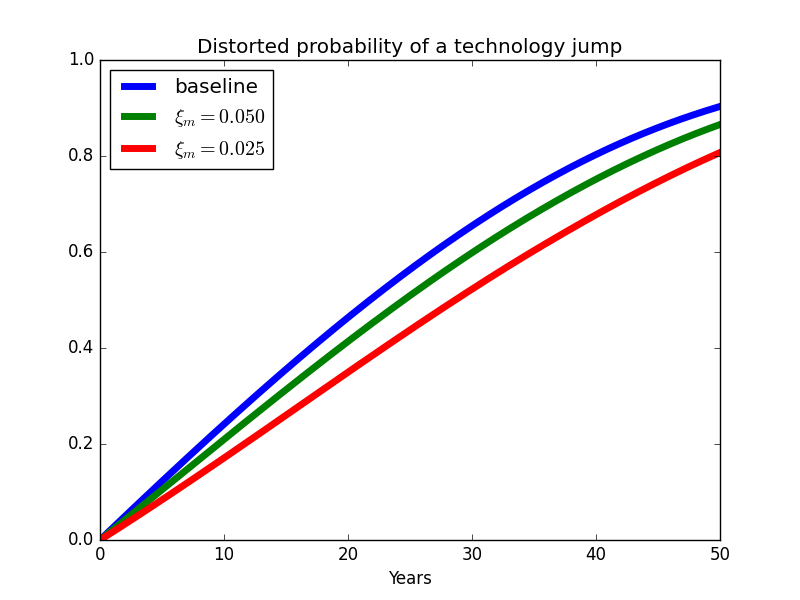 Distorted probability of a technology jump
1.0
baseline
ξm = 0.050
ξm = 0.025
0.8
0.6
0.4
0.2
0.0
0 10 20 30 40 50
Years